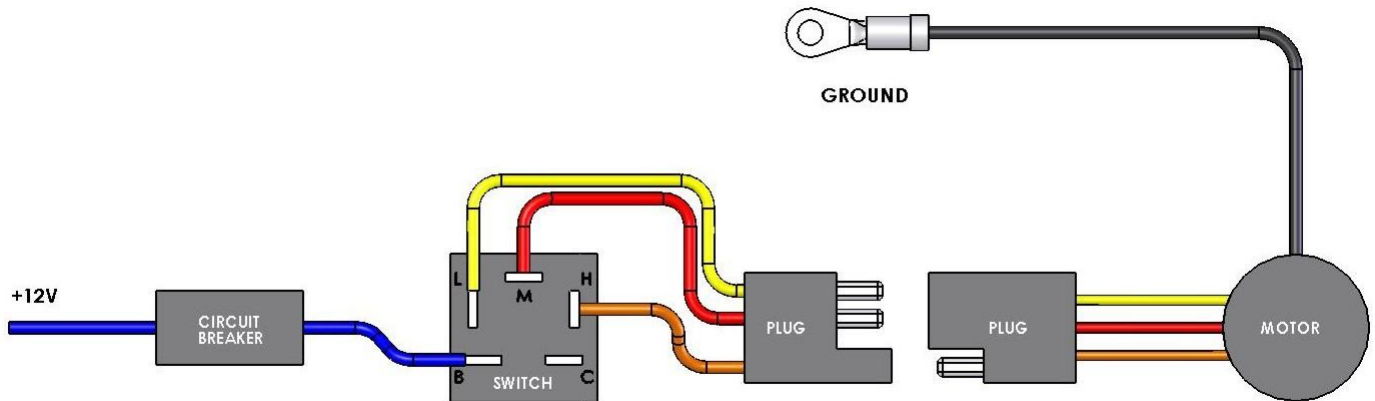 GROUND
+12V
CIRCUIT
BREAKER
L
M
H
B
C
SWITCH
PLUG
PLUG
MOTOR